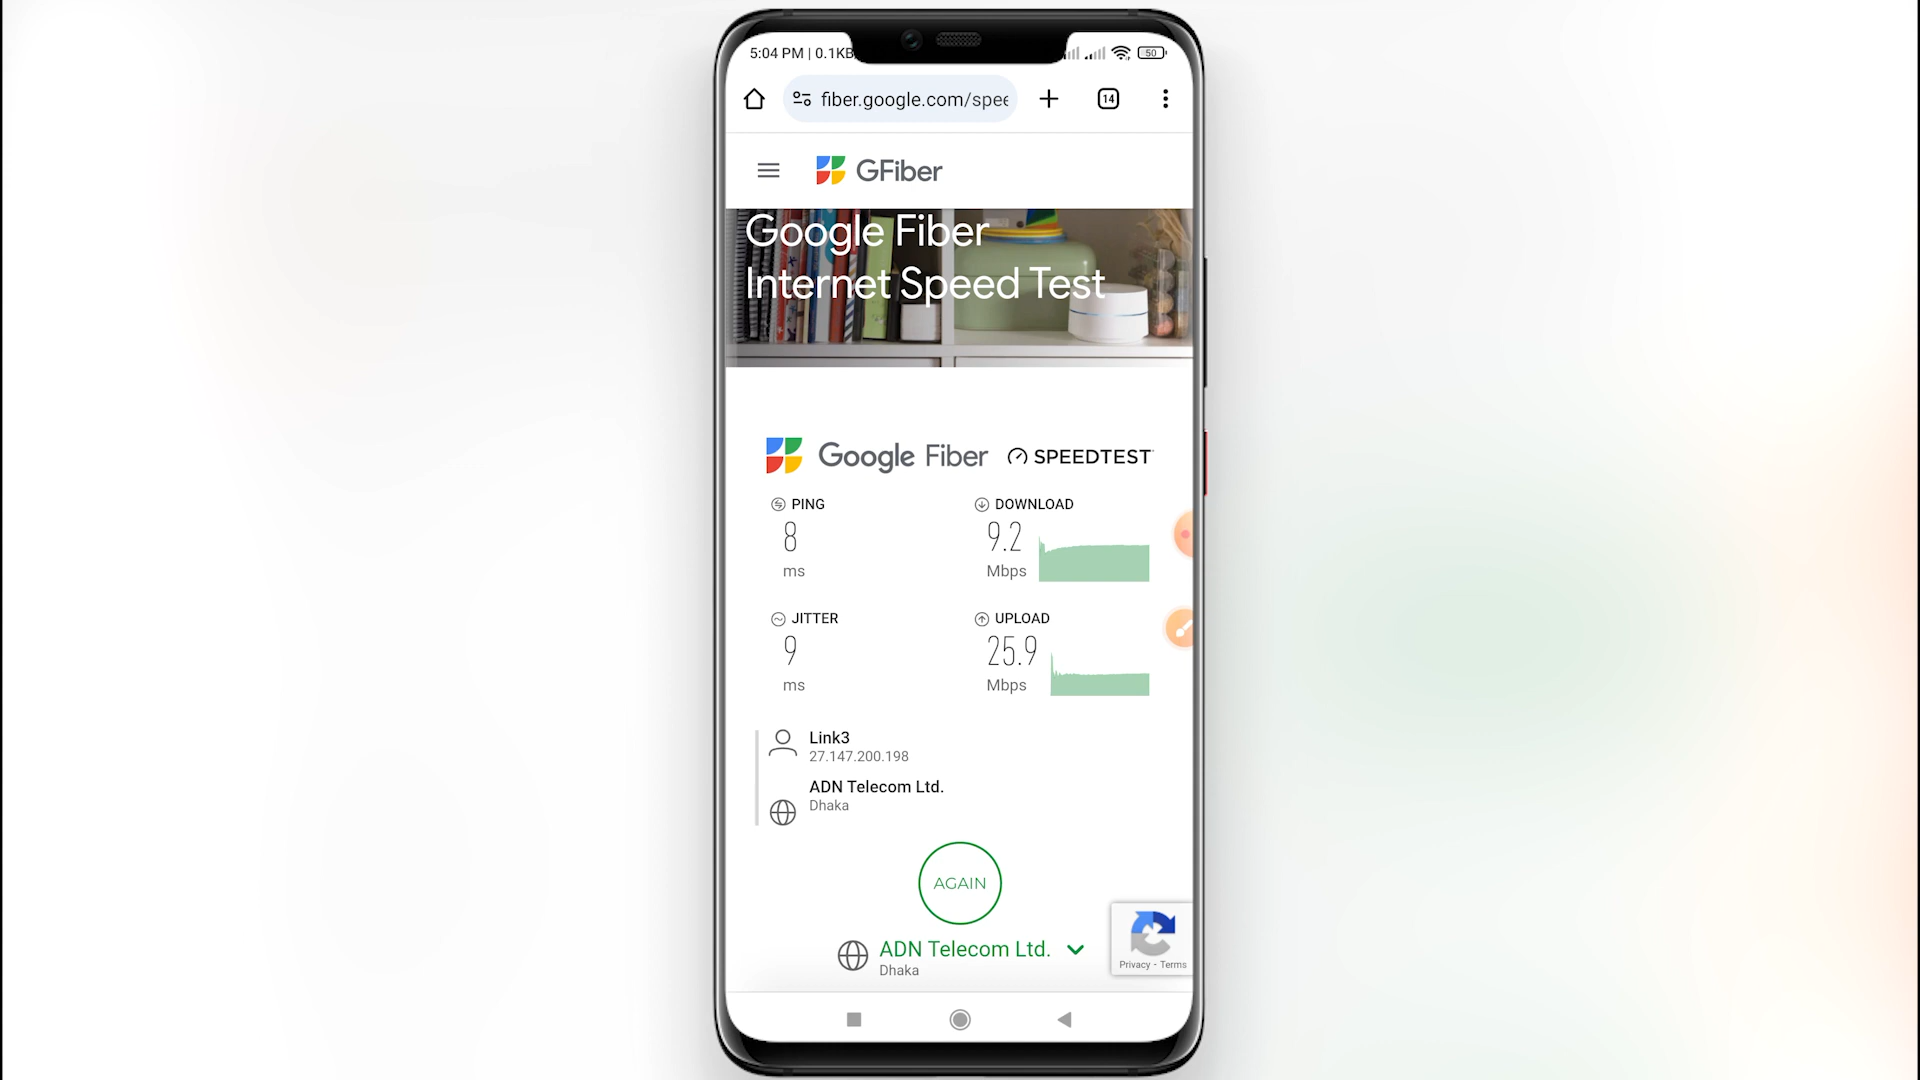 5:04 PM | 0.1KB
50
fiber.google.com/spee
14
GFiber
Google Fiber
Internet Speed Test
Google Fiber SPEEDTEST
PING
8
ms
DOWNLOAD
9.2
Mbps
JITTER
9
ms
UPLOAD
25.9
Mbps
Link3
27.147.200.198
ADN Telecom Ltd.
Dhaka
AGAIN
ADN Telecom Ltd.
Dhaka
Privacy - Terms